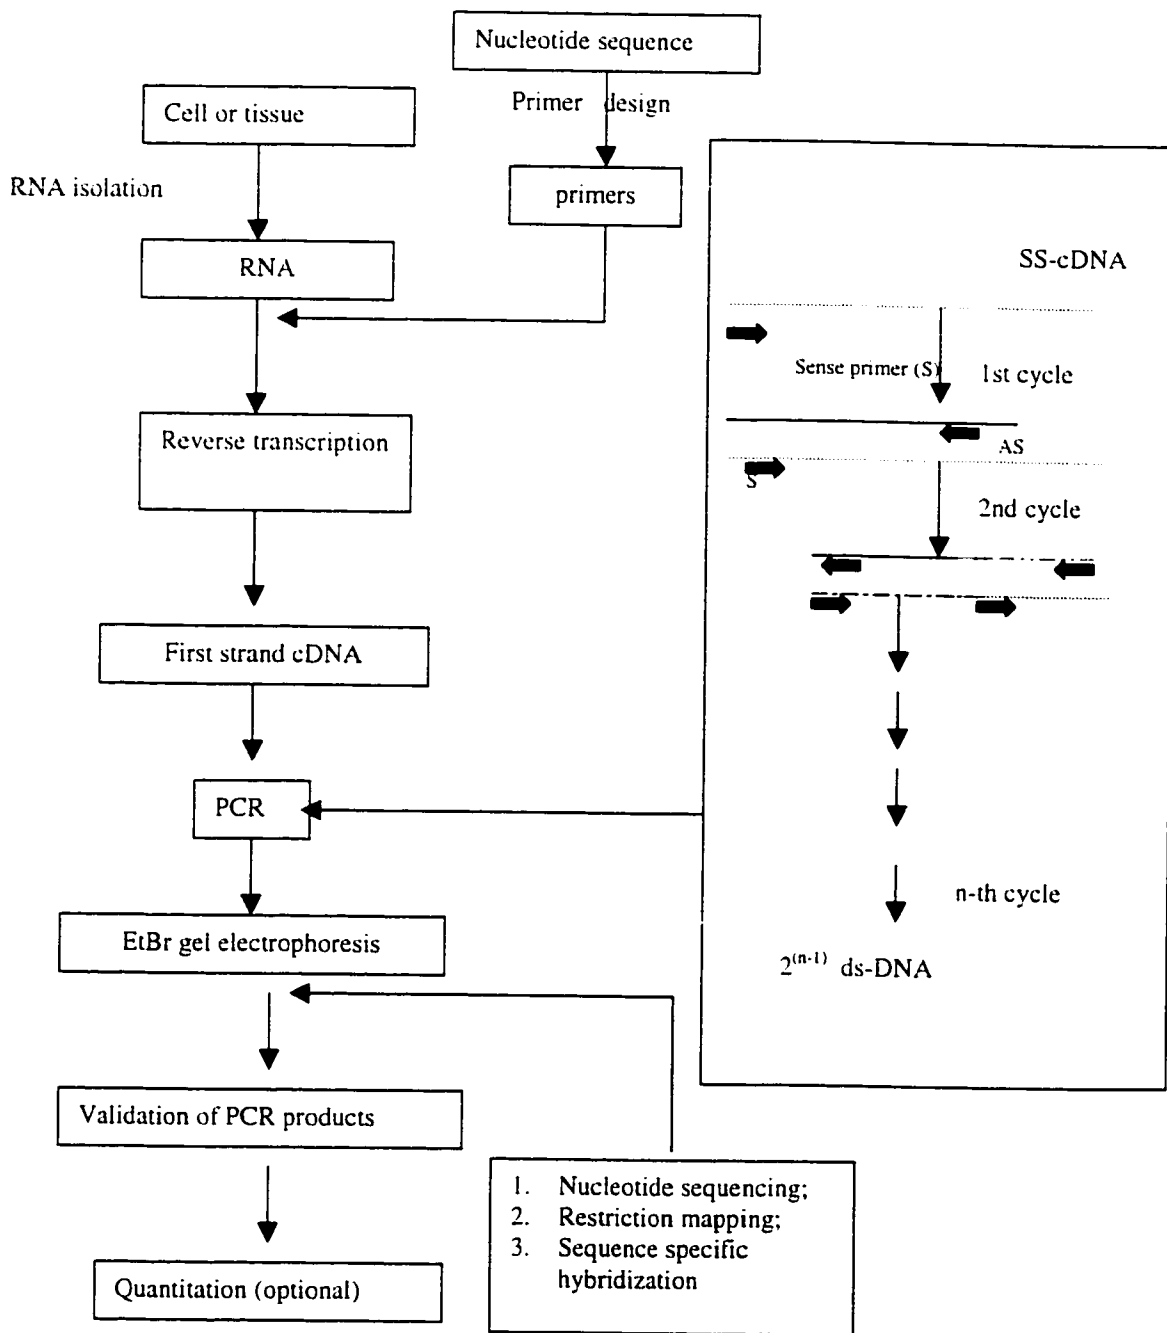 Nucleotide sequence
Primer design
Cell or tissue
RNA isolation
primers
RNA
SS-cDNA
Sense primer (S)
1st cycle
Reverse transcription
AS
S
2nd cycle
First strand cDNA
PCR
n-th cycle
EtBr gel electrophoresis
2^(n-1) ds-DNA
Validation of PCR products
1. Nucleotide sequencing;
2. Restriction mapping;
3. Sequence specific
hybridization
Quantitation (optional)